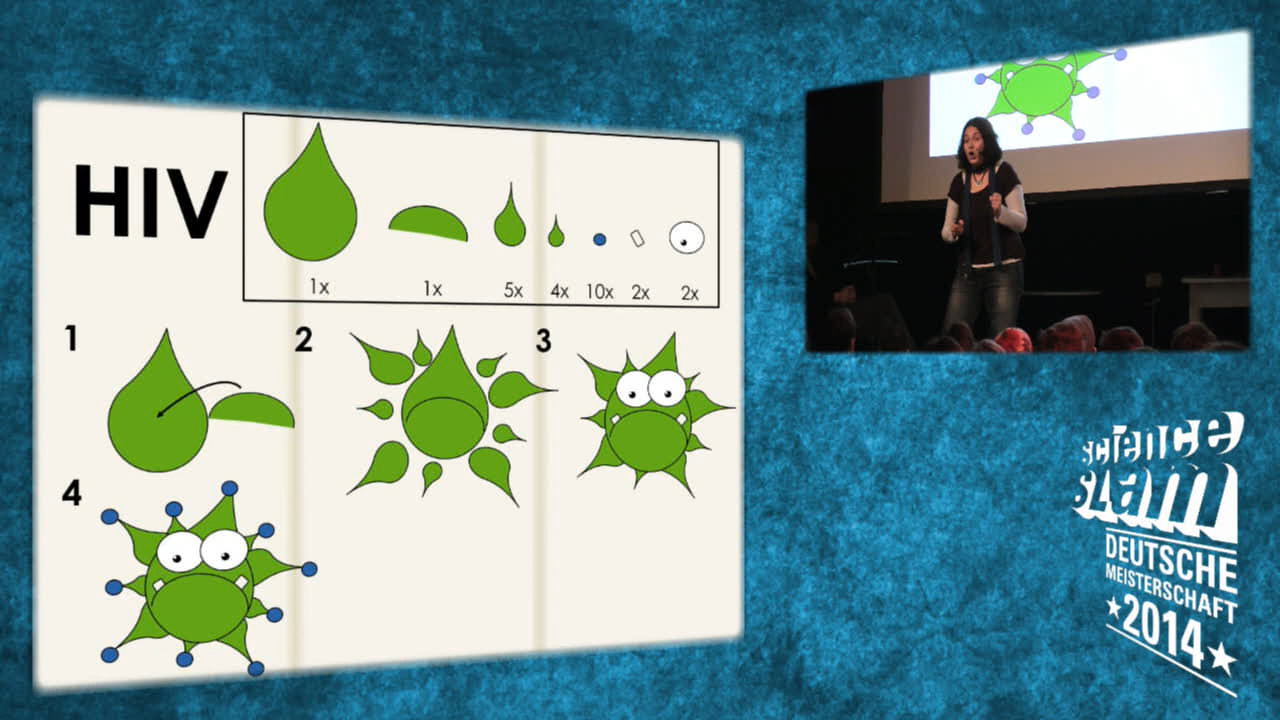 HIV
1x 1x 5x 4x 10x 2x 2x
1 2 3
4
science
slam
DEUTSCHE
MEISTERSCHAFT
2014